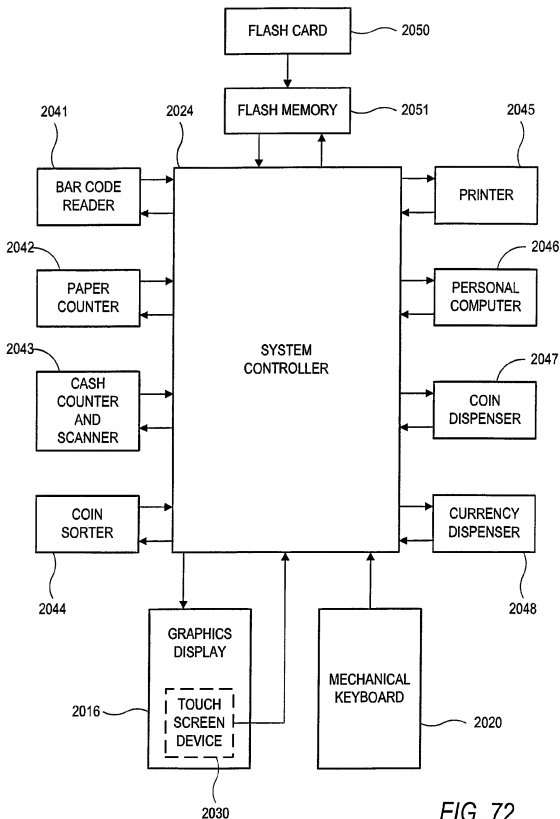 FLASH CARD
2050
FLASH MEMORY
2051
2041
2024
2045
BAR CODE
READER
PRINTER
2042
2046
PAPER
COUNTER
PERSONAL
COMPUTER
2043
SYSTEM
CONTROLLER
2047
CASH
COUNTER
AND
SCANNER
COIN
DISPENSER
COIN
SORTER
CURRENCY
DISPENSER
2044
2048
GRAPHICS
DISPLAY
MECHANICAL
KEYBOARD
TOUCH
SCREEN
DEVICE
2016
2020
2030
FIG. 72